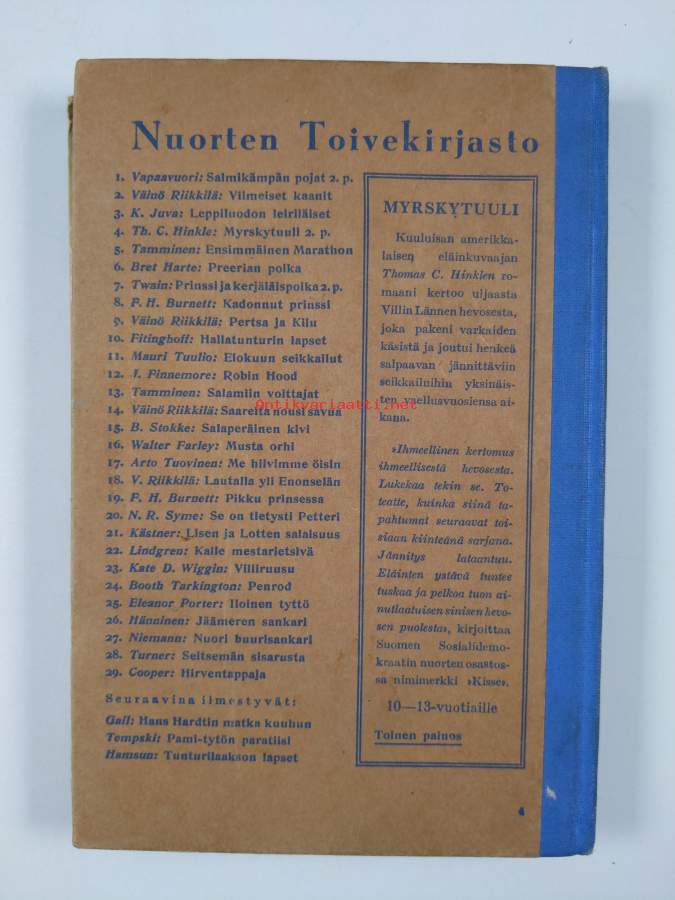 Nuorten Toivekirjasto
1. Vapaavuori: Salmikämpän pojat 2. p.
2. Väinö Riikkilä: Viimeiset kaanit
3. K. Juva: Leppiluodon leiriläiset
4. Th. C. Hinkle: Myrskytuuli 2. p.
5. Tamminen: Ensimmäinen Marathon
6. Bret Harte: Preerian poika
7. Twain: Prinssi ja kerjäläispoika 2. p.
8. F. H. Burnett: Kadonnut prinssi
9. Väinö Riikkilä: Pertsa ja Kilu
10. Fitinghoff: Hallatunturin lapset
11. Mauri Tuulio: Elokuun seikkailut
12. J. Finnemore: Robin Hood
13. Tamminen: Salamiin voittajat
14. Väinö Riikkilä: Saarelta nousi savua
15. B. Stokke: Salaperäinen kivi
16. Walter Farley: Musta orhi
17. Arto Tuovinen: Me hiivimme öisin
18. V. Riikkilä: Lautalla yli Enonselän
19. F. H. Burnett: Pikku prinsessa
20. N. R. Syme: Se on tietysti Petteri
21. Kästner: Lisen ja Lotten salaisuus
22. Lindgren: Kalle mestarietsivä
23. Kate D. Wiggin: Villiruusu
24. Booth Tarkington: Penrod
25. Eleanor Porter: Iloinen tyttö
26. Hänninen: Jäämeren sankari
27. Niemann: Nuori buurisankari
28. Turner: Seitsemän sisarusta
29. Cooper: Hirventappaja
Seuraavina ilmestyvät:
Gail: Hans Hardtin matka kuuhun
Tempski: Pami-tytön paratiisi
Hamsun: Tunturilaakson lapset
MYRSKYTUULI
Kuuluisan amerikka-
laisen eläinkuvaajan
Thomas C. Hinklen ro-
maani kertoo uljaasta
Villin Lännen hevosesta,
joka pakeni varkaiden
käsistä ja joutui henkeä
salpaavan jännittäviin
seikkailuihin yksinäis-
ten vaellusvuosiensa ai-
kana.
»Ihmeellinen kertomus
ihmeellisestä hevosesta.
Lukekaa tekin se. To-
teatte, kuinka siinä ta-
pahtumat seuraavat toi-
siaan kiinteänä sarjana.
Jännitys lataantuu.
Eläinten ystävä tuntee
tuskaa ja pelkoa tuon ai-
nutlaatuisen sinisen hevo-
sen puolesta», kirjoittaa
Suomen Sosialidemo-
kraatin nuorten osastos-
sa nimimerkki »Kisse».
10—13-vuotiaille
Toinen painos
4
Antikvariaatti.net